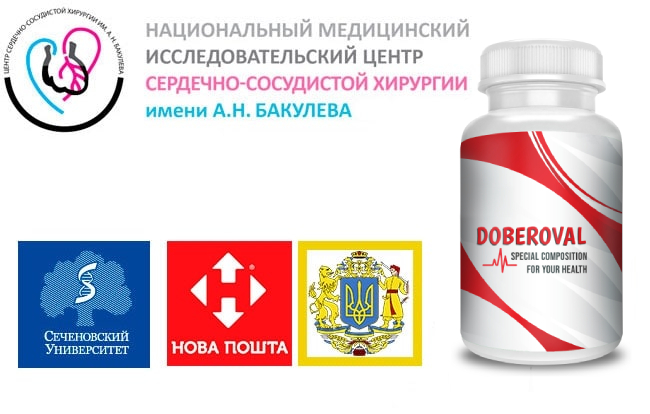 ЦЕНТР СЕРДЕЧНО-СОСУДИСТОЙ ХИРУРГИИ ИМ. А. Н. БАКУЛЕВА
НАЦИОНАЛЬНЫЙ МЕДИЦИНСКИЙ
ИССЛЕДОВАТЕЛЬСКИЙ ЦЕНТР
СЕРДЕЧНО-СОСУДИСТОЙ ХИРУРГИИ
имени А.Н. БАКУЛЕВА
DOBEROVAL
SPECIAL COMPOSITION
FOR YOUR HEALTH
СЕЧЕНОВСКИЙ
УНИВЕРСИТЕТ
НОВА ПОШТА